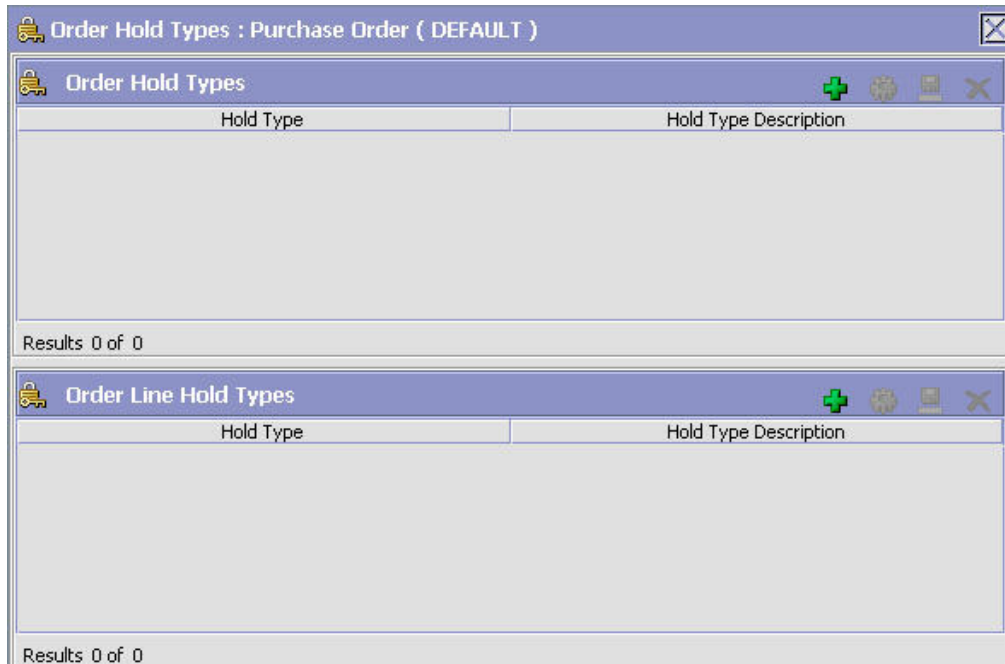 Order Hold Types : Purchase Order ( DEFAULT )
Order Hold Types
Hold Type Hold Type Description
Results 0 of 0
Order Line Hold Types
Hold Type Hold Type Description
Results 0 of 0